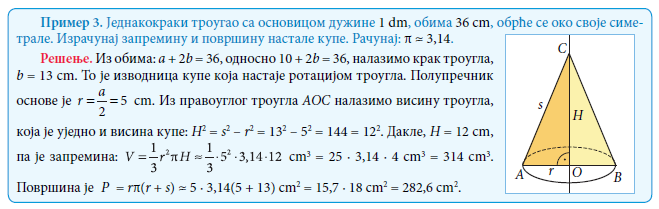 Пример 3. Једнакокраки троугао са основицом дужине 1 dm, обима 36 cm, обрће се око своје симе-
трале. Израчунај запремину и површину настале купе. Рачунај: π ≈ 3,14.
Решење. Из обима: a + 2b = 36, односно 10 + 2b = 36, налазимо крак троугла,
b = 13 cm. То је изводница купе која настаје ротацијом троугла. Полупречник
основе је r = a/2 = 5 cm. Из правоуглог троугла AOC налазимо висину троугла,
која је уједно и висина купе: H² = s² – r² = 13² – 5² = 144 = 12². Дакле, H = 12 cm,
па је запремина: V = 1/3 r²πH ≈ 1/3 · 5² · 3,14 · 12 cm³ = 25 · 3,14 · 4 cm³ = 314 cm³.
Површина је P = rπ(r + s) ≈ 5 · 3,14(5 + 13) cm² = 15,7 · 18 cm² = 282,6 cm².
C
s
H
A
r
O
B